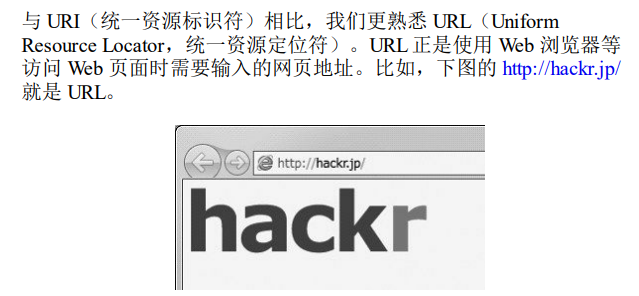 与 URI（统一资源标识符）相比，我们更熟悉 URL（Uniform
Resource Locator，统一资源定位符）。URL 正是使用 Web 浏览器等
访问 Web 页面时需要输入的网页地址。比如，下图的 http://hackr.jp/
就是 URL。
http://hackr.jp/
hackr